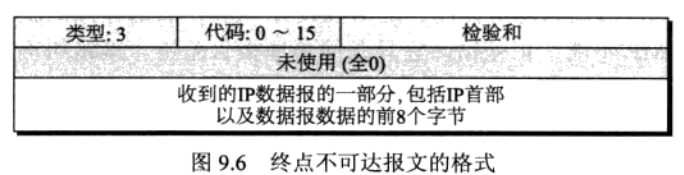 类型: 3 代码: 0 ~ 15 检验和
未使用 (全0)
收到的IP数据报的一部分,包括IP首部
以及数据报数据的前8个字节
图 9.6 终点不可达报文的格式